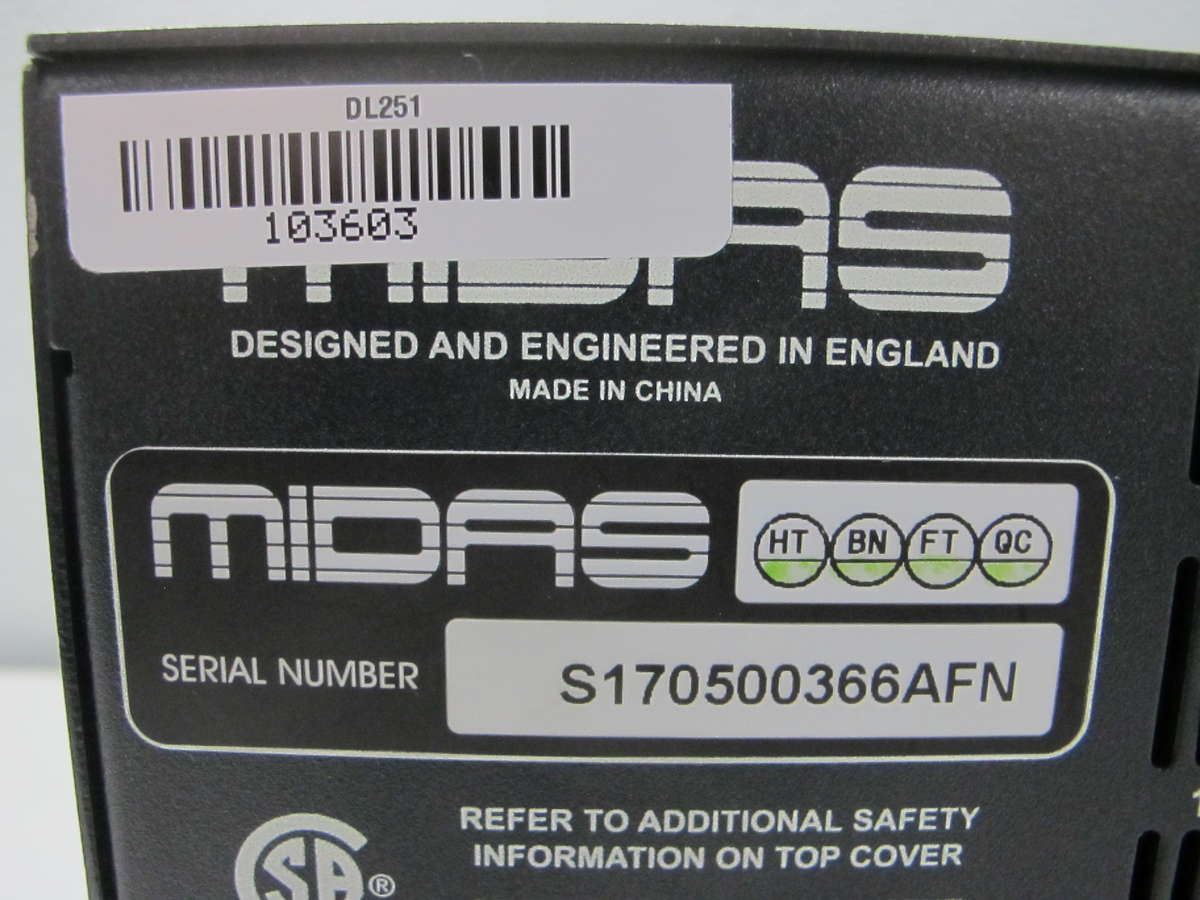 DL251
103603
MIDAS
DESIGNED AND ENGINEERED IN ENGLAND
MADE IN CHINA
MIDAS
HT BN FT QC
SERIAL NUMBER
S170500366AFN
REFER TO ADDITIONAL SAFETY
INFORMATION ON TOP COVER
SA®